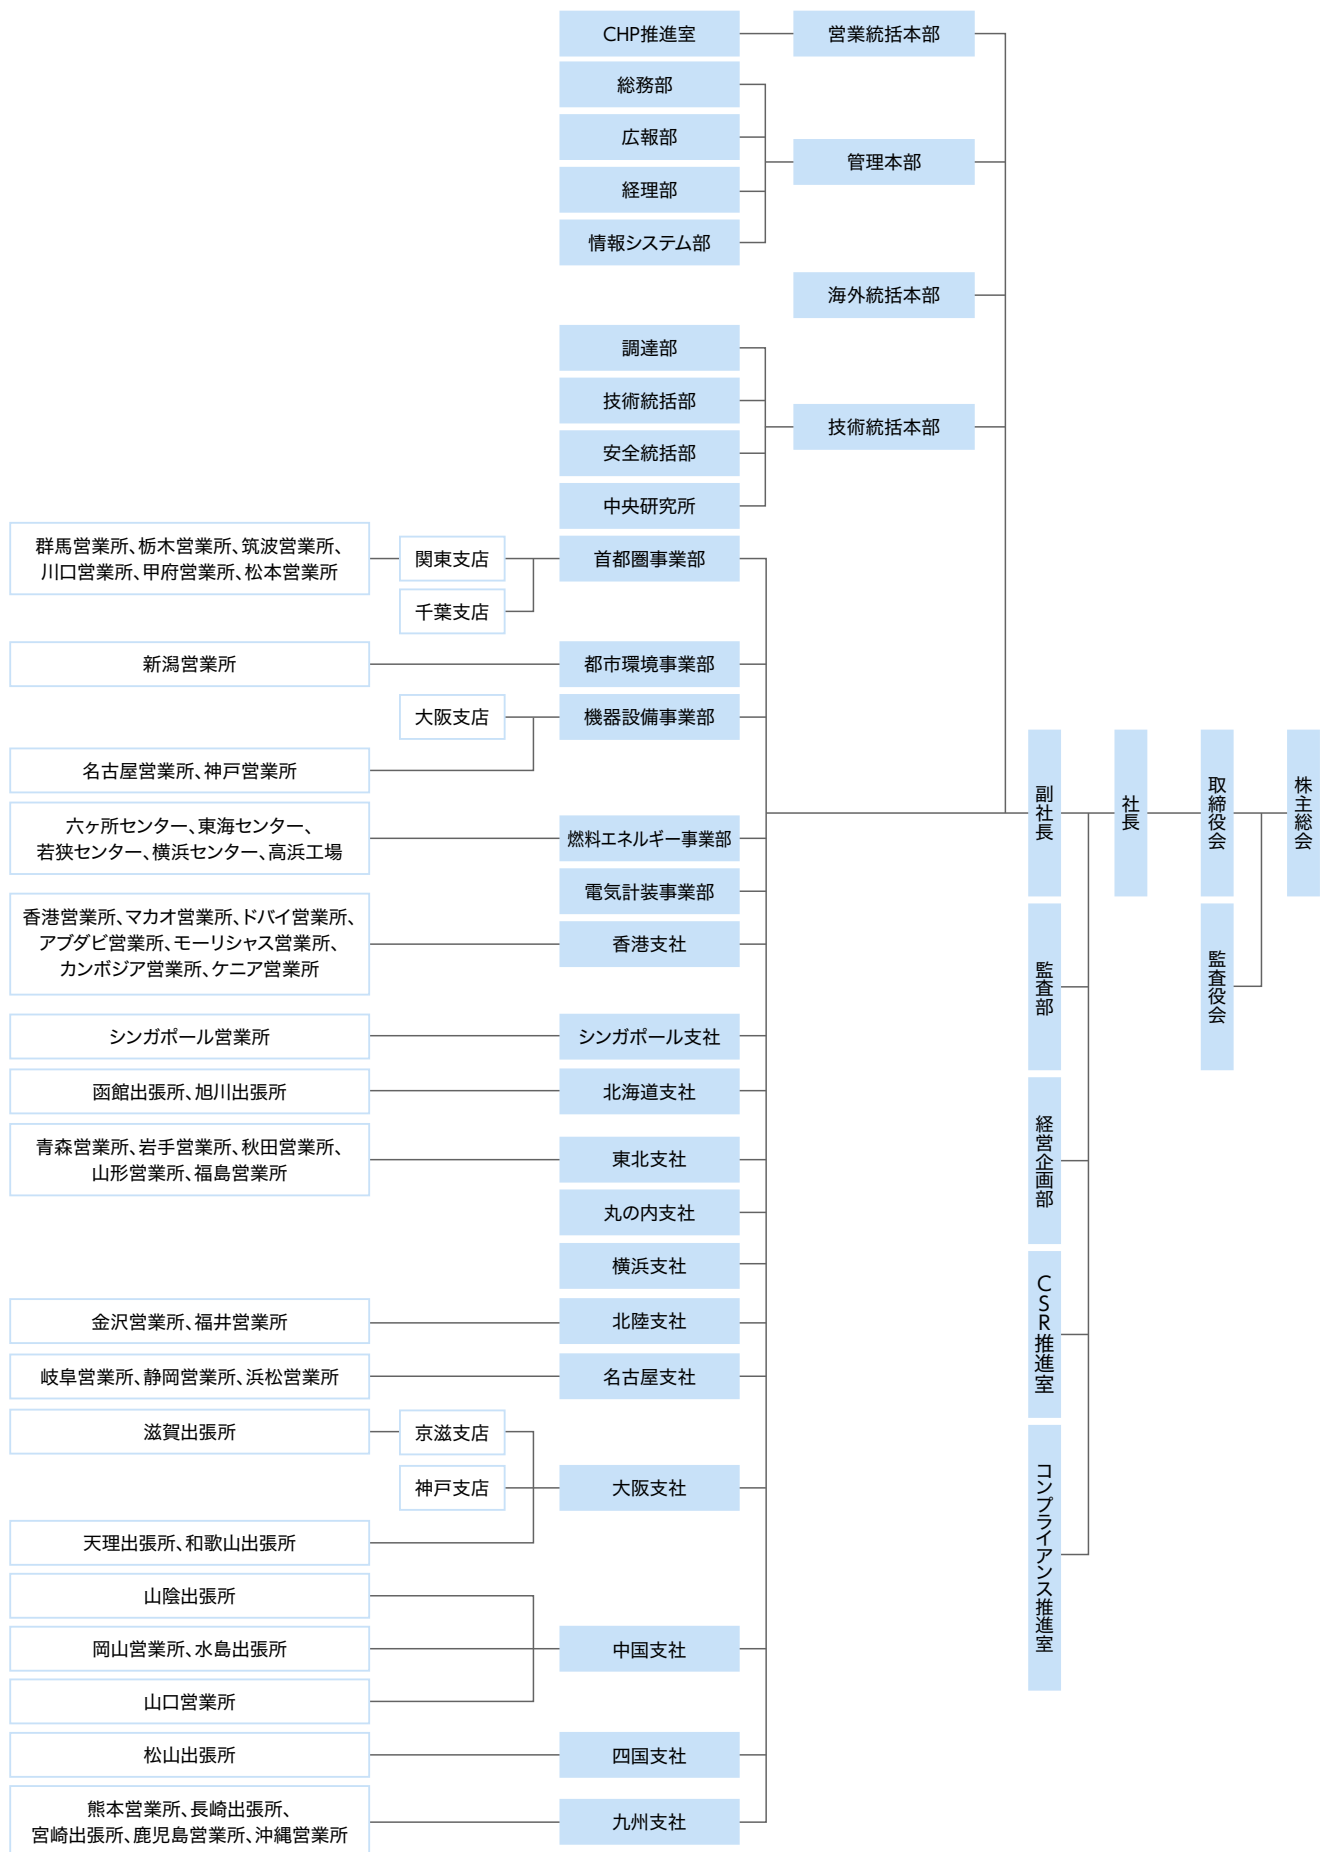 CHP推進室
営業統括本部
総務部
広報部
管理本部
経理部
情報システム部
海外統括本部
調達部
技術統括部
技術統括本部
安全統括部
中央研究所
群馬営業所、栃木営業所、筑波営業所、
川口営業所、甲府営業所、松本営業所
関東支店
首都圏事業部
千葉支店
新潟営業所
都市環境事業部
大阪支店
機器設備事業部
名古屋営業所、神戸営業所
六ヶ所センター、東海センター、
若狭センター、横浜センター、高浜工場
燃料エネルギー事業部
電気計装事業部
香港営業所、マカオ営業所、ドバイ営業所、
アブダビ営業所、モーリシャス営業所、
カンボジア営業所、ケニア営業所
香港支社
シンガポール営業所
シンガポール支社
函館出張所、旭川出張所
北海道支社
青森営業所、岩手営業所、秋田営業所、
山形営業所、福島営業所
東北支社
丸の内支社
横浜支社
金沢営業所、福井営業所
北陸支社
岐阜営業所、静岡営業所、浜松営業所
名古屋支社
滋賀出張所
京滋支店
神戸支店
大阪支社
天理出張所、和歌山出張所
山陰出張所
岡山営業所、水島出張所
中国支社
山口営業所
松山出張所
四国支社
熊本営業所、長崎出張所、
宮崎出張所、鹿児島営業所、沖縄営業所
九州支社
副社長
社長
取締役会
株主総会
監査部
監査役会
経営企画部
CSR推進室
コンプライアンス推進室